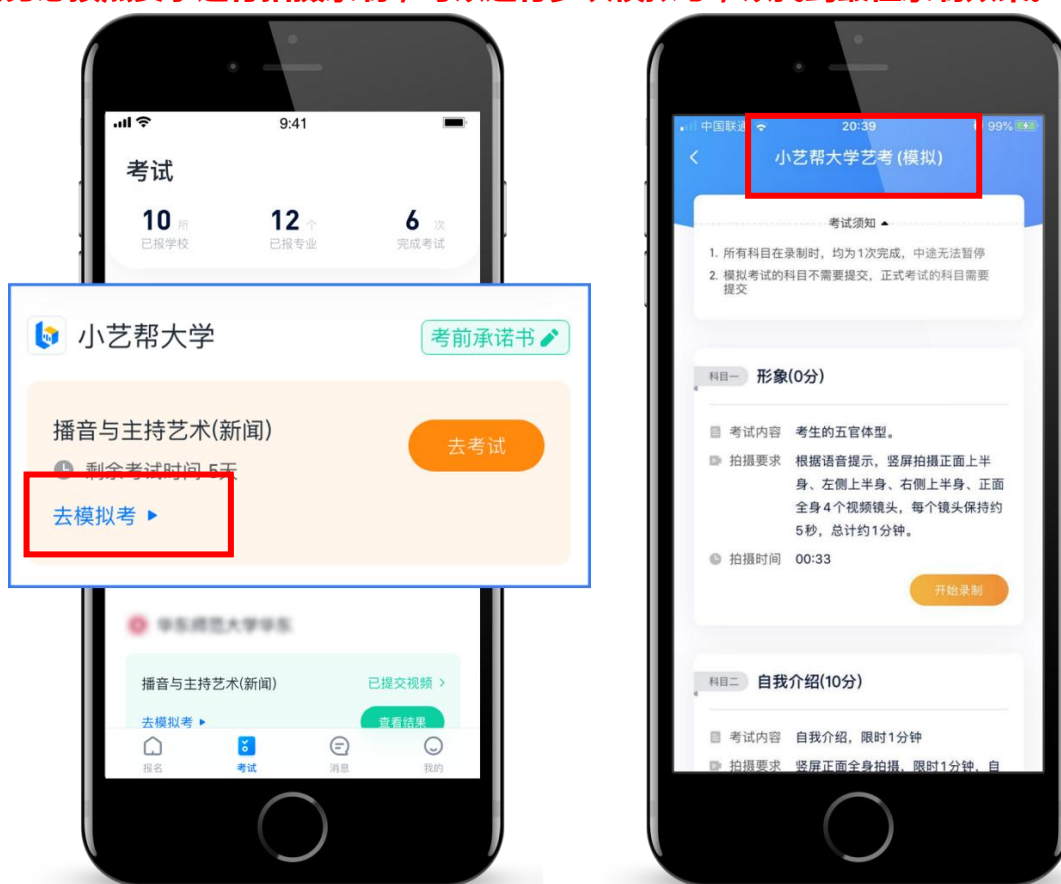 9:41
考试
10 所
12 个
6 次
已报学校
已报专业
完成考试
小艺帮大学
考前承诺书
播音与主持艺术(新闻)
去考试
剩余考试时间 5天
去模拟考
播音与主持艺术(新闻)
已提交视频
去模拟考
查看结果
报名
考试
消息
我的
中国联通
20:39
99%
小艺帮大学艺考(模拟)
考试须知
1. 所有科目在录制时，均为1次完成，中途无法暂停
2. 模拟考试的科目不需要提交，正式考试的科目需要
提交
科目一 形象(0分)
考试内容 考生的五官体型。
拍摄要求 根据语音提示，竖屏拍摄正面上半
身、左侧上半身、右侧上半身、正面
全身4个视频镜头，每个镜头保持约
5秒，总计约1分钟。
拍摄时间 00:33
开始录制
科目二 自我介绍(10分)
考试内容 自我介绍，限时1分钟
拍摄要求 竖屏正面全身拍摄，限时1分钟，自